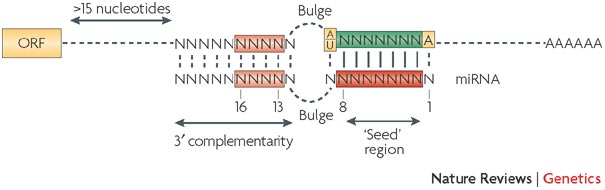 >15 nucleotides
Bulge
ORF
NNNNNNNNNN
A
U
NNNNNNN
A
AAAAAA
NNNNNNNNNN
NNNNNNNNN
miRNA
16
13
8
1
Bulge
3′ complementarity
‘Seed’
region
Nature Reviews | Genetics